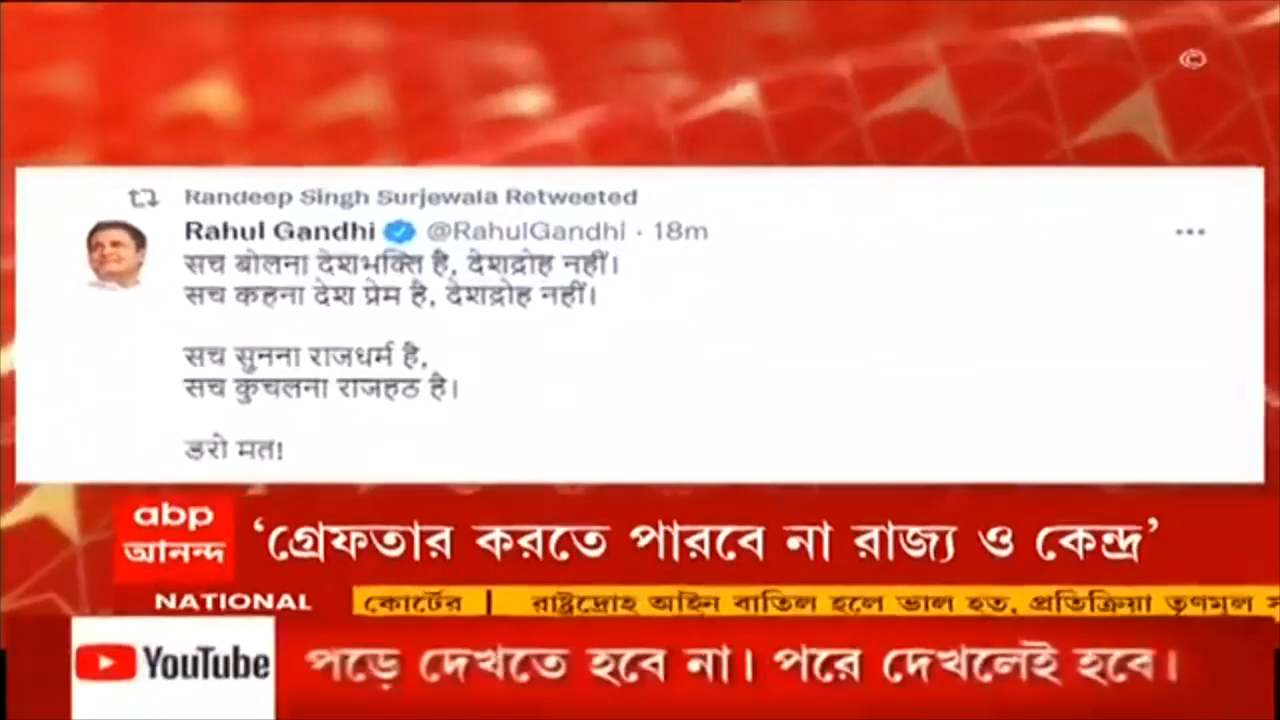 ©
Randeep Singh Surjewala Retweeted
Rahul Gandhi @RahulGandhi · 18m
सच बोलना देशभक्ति है, देशद्रोह नहीं।
सच कहना देश प्रेम है, देशद्रोह नहीं।
सच सुनना राजधर्म है,
सच कुचलना राजहठ है।
डरो मत!
abp
আনন্দ
‘গ্রেফতার করতে পারবে না রাজ্য ও কেন্দ্র’
NATIONAL
কোর্টের | রাষ্ট্রদ্রোহ আইন বাতিল হলে ভাল হত, প্রতিক্রিয়া তৃণমূল
YouTube
পড়ে দেখতে হবে না। পরে দেখলেই হবে।